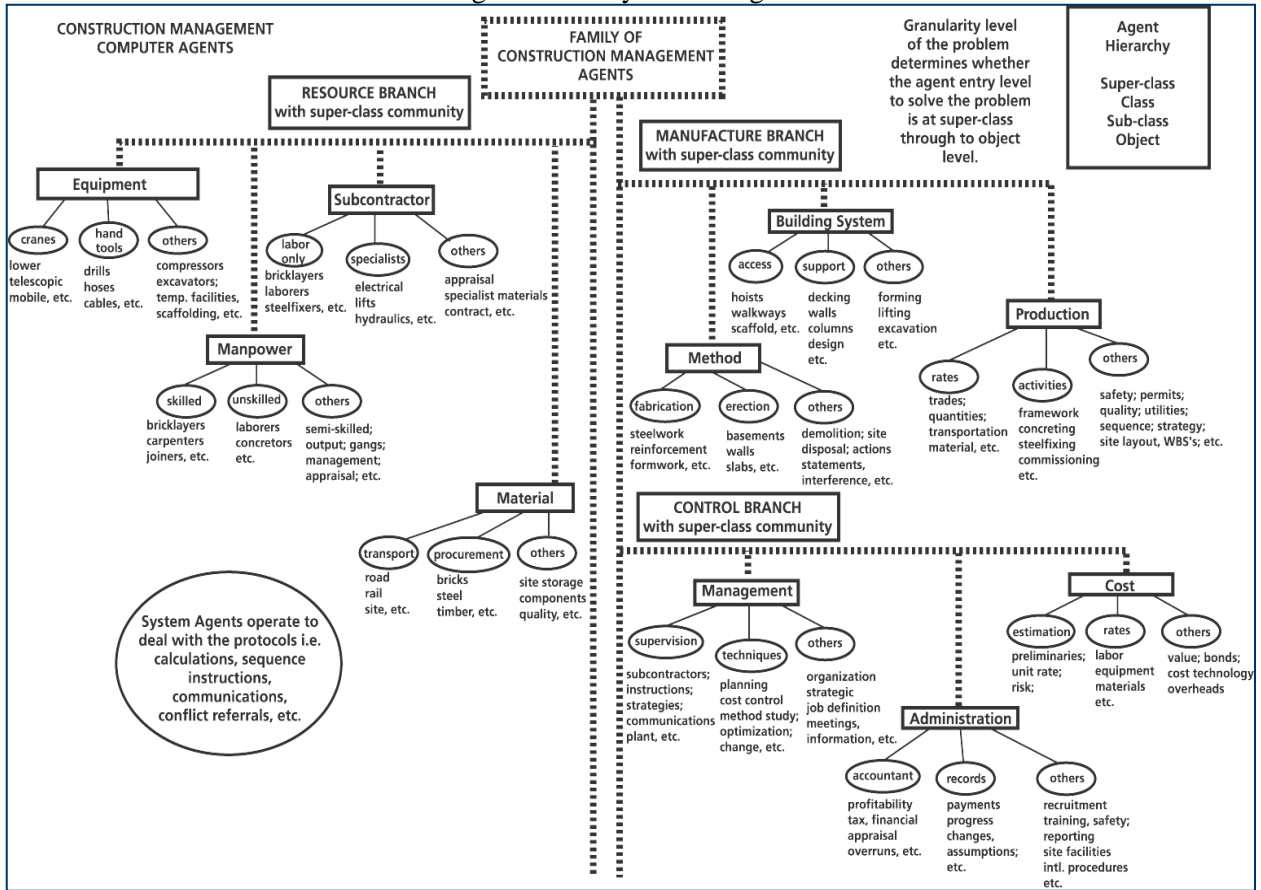 CONSTRUCTION MANAGEMENT
COMPUTER AGENTS
FAMILY OF
CONSTRUCTION MANAGEMENT
AGENTS
Granularity level
of the problem
determines whether
the agent entry level
to solve the problem
is at super-class
through to object
level.
Agent
Hierarchy
Super-class
Class
Sub-class
Object
RESOURCE BRANCH
with super-class community
Equipment
cranes
lower
telescopic
mobile, etc.
hand
tools
drills
hoses
cables, etc.
others
compressors
excavators;
temp. facilities,
scaffolding, etc.
Subcontractor
labor
only
bricklayers
laborers
steelfixers, etc.
specialists
electrical
lifts
hydraulics, etc.
others
appraisal
specialist materials
contract, etc.
Manpower
skilled
bricklayers
carpenters
joiners, etc.
unskilled
laborers
concretors
etc.
others
semi-skilled;
output; gangs;
management;
appraisal; etc.
Material
transport
road
rail
site, etc.
procurement
bricks
steel
timber, etc.
others
site storage
components
quality, etc.
System Agents operate to
deal with the protocols i.e.
calculations, sequence
instructions,
communications,
conflict referrals, etc.
MANUFACTURE BRANCH
with super-class community
Building System
access
hoists
walkways
scaffold, etc.
support
decking
walls
columns
design
etc.
others
forming
lifting
excavation
etc.
Method
fabrication
steelwork
reinforcement
formwork, etc.
erection
basements
walls
slabs, etc.
others
demolition; site
disposal; actions
statements,
interference, etc.
Production
rates
trades;
quantities;
transportation
material, etc.
activities
framework
concreting
steelfixing
commissioning
etc.
others
safety; permits;
quality; utilities;
sequence; strategy;
site layout, WBS's; etc.
CONTROL BRANCH
with super-class community
Management
supervision
subcontractors;
instructions;
strategies;
communications
plant, etc.
techniques
planning
cost control
method study;
optimization;
change, etc.
others
organization
strategic
job definition
meetings,
information, etc.
Cost
estimation
preliminaries;
unit rate;
risk;
rates
labor
equipment
materials
etc.
others
value; bonds;
cost technology
overheads
Administration
accountant
profitability
tax, financial
appraisal
overruns, etc.
records
payments
progress
changes,
assumptions;
etc.
others
recruitment
training, safety;
reporting
site facilities
intl. procedures
etc.